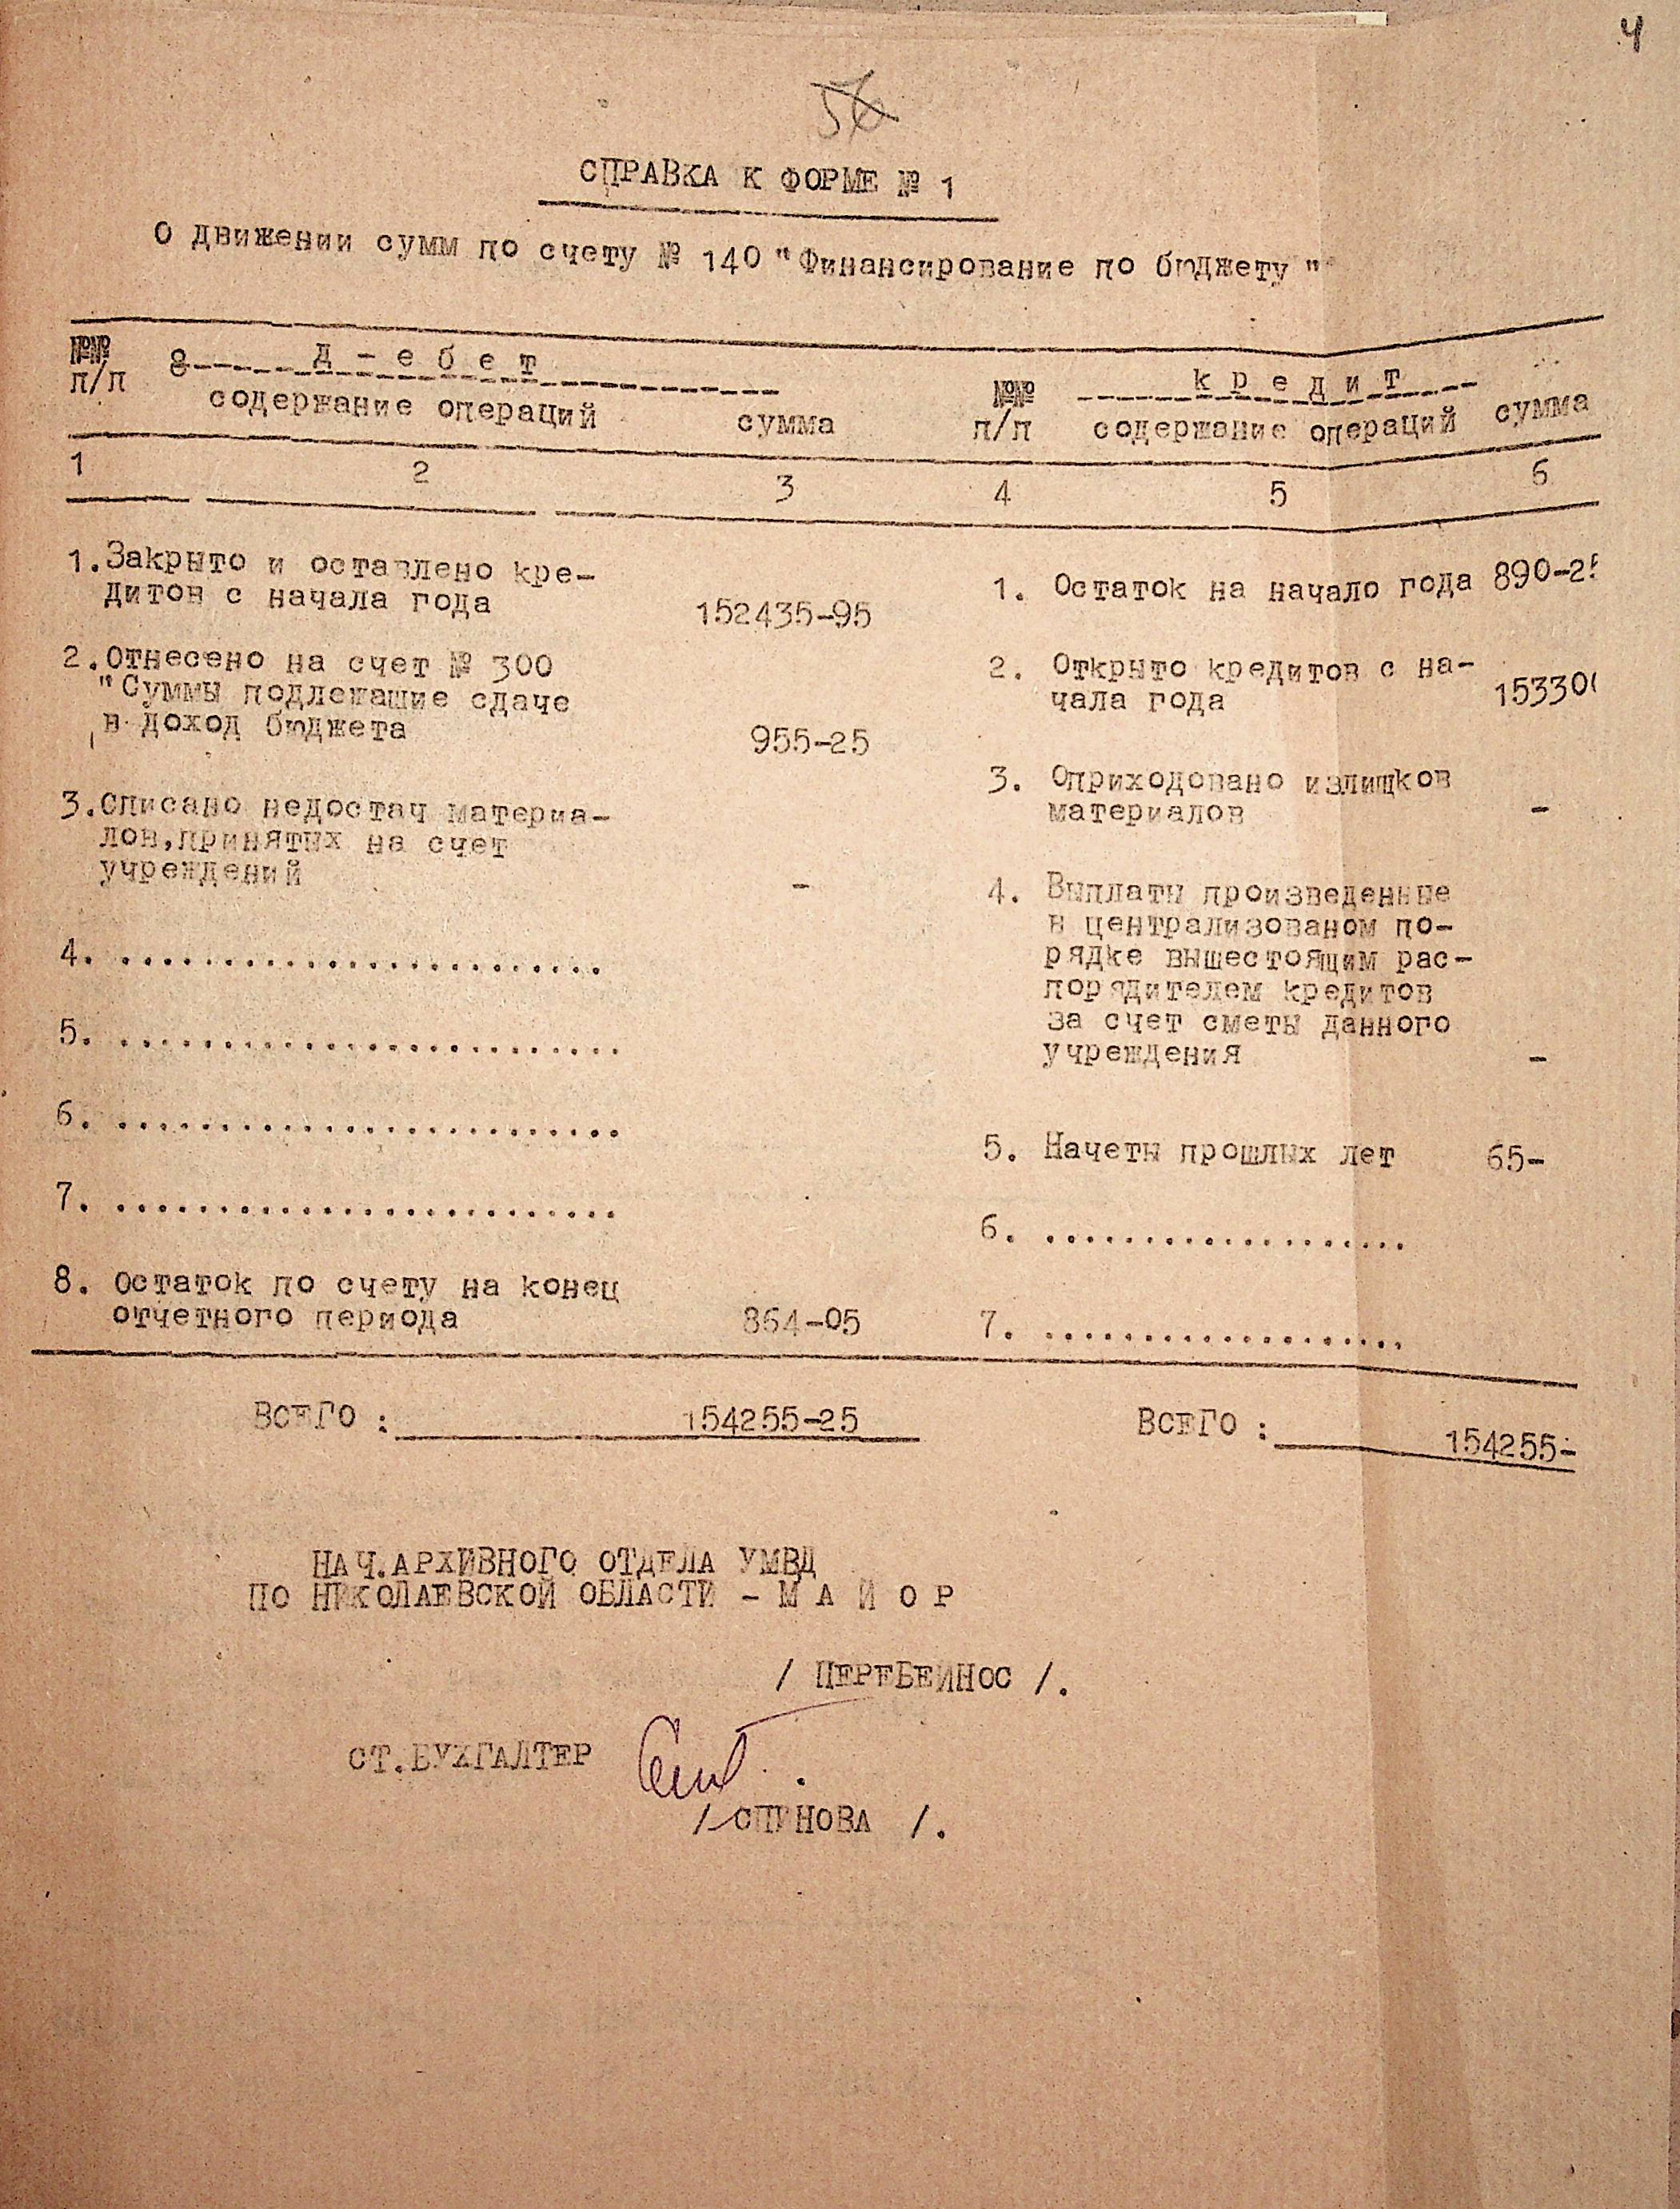 4
56
СПРАВКА К ФОРМЕ № 1
О движении сумм по счету № 140 "Финансирование по бюджету "
№№ п/п
д - е б е т
содержание операций сумма
№№ п/п
к р е д и т
содержание операций сумма
1 2 3 4 5 6
1.Закрыто и оставлено кре-
дитов с начала года 152435-95
2.Отнесено на счет № 300
"Суммы подлежащие сдаче
в доход бюджета 955-25
3.Списано недостач материа-
лов,принятых на счет
учреждений -
4. ........................
5. .........................
6. .........................
7. .........................
8. Остаток по счету на конец
отчетного периода 864-05
ВСЕГО : 154255-25
1. Остаток на начало года 890-25
2. Открыто кредитов с на-
чала года 15330
3. Оприходовано излишков
материалов -
4. Выплаты произведенные
в централизованом по-
рядке вышестоящим рас-
порядителем кредитов
за счет сметы данного
учреждения -
5. Начеты прошлых лет 65-
6. ..................
7. ..................
ВСЕГО : 154255-
НАЧ.АРХИВНОГО ОТДЕЛА УМВД
ПО НИКОЛАЕВСКОЙ ОБЛАСТИ - М А Й О Р
/ ПЕРЕБЕЙНОС /.
СТ.БУХГАЛТЕР
/ СПИНОВА /.